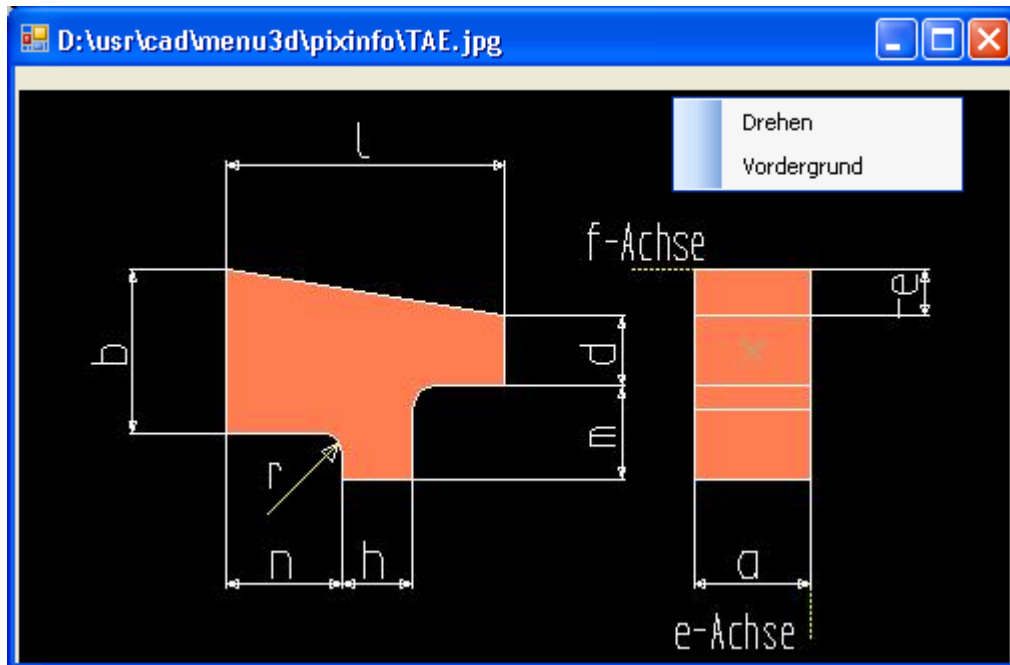 D:\usr\cad\menu3d\pixinfo\TAE.jpg
Drehen
Vordergrund
l
f-Achse
-e
b
d
m
r
n
h
a
e-Achse